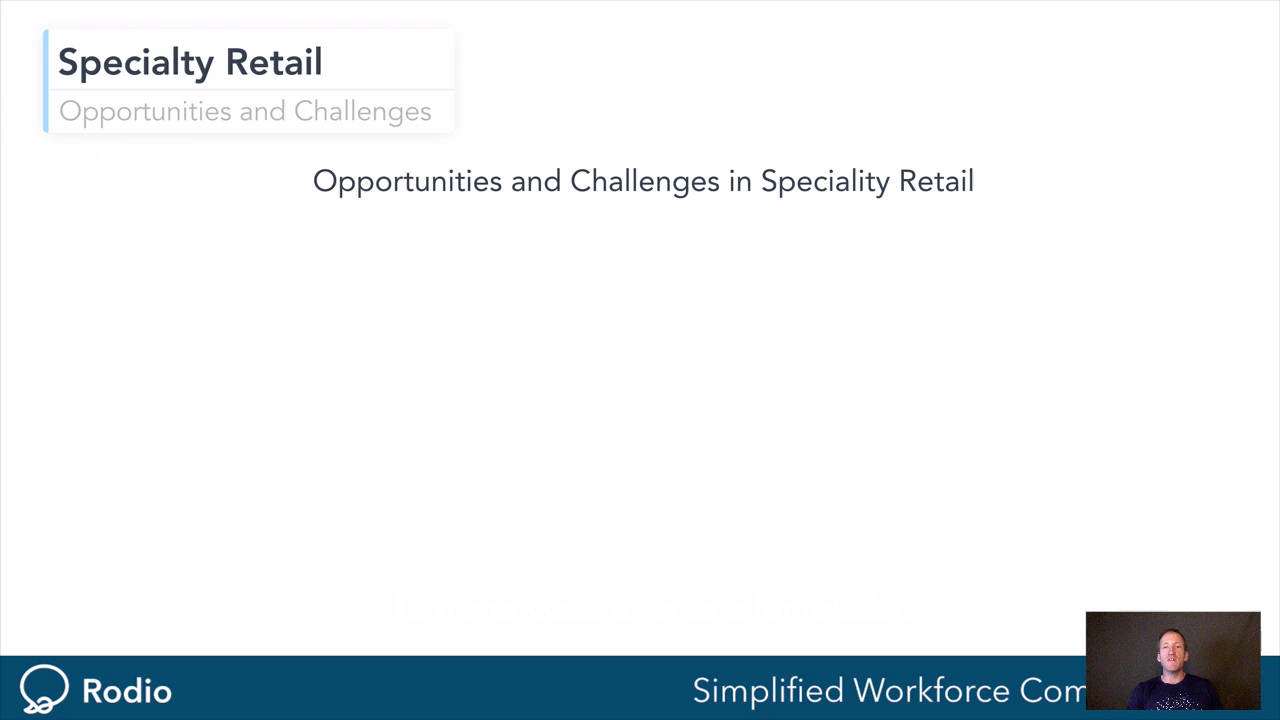 Specialty Retail
Opportunities and Challenges
Opportunities and Challenges in Speciality Retail
Rodio
Simplified Workforce Com